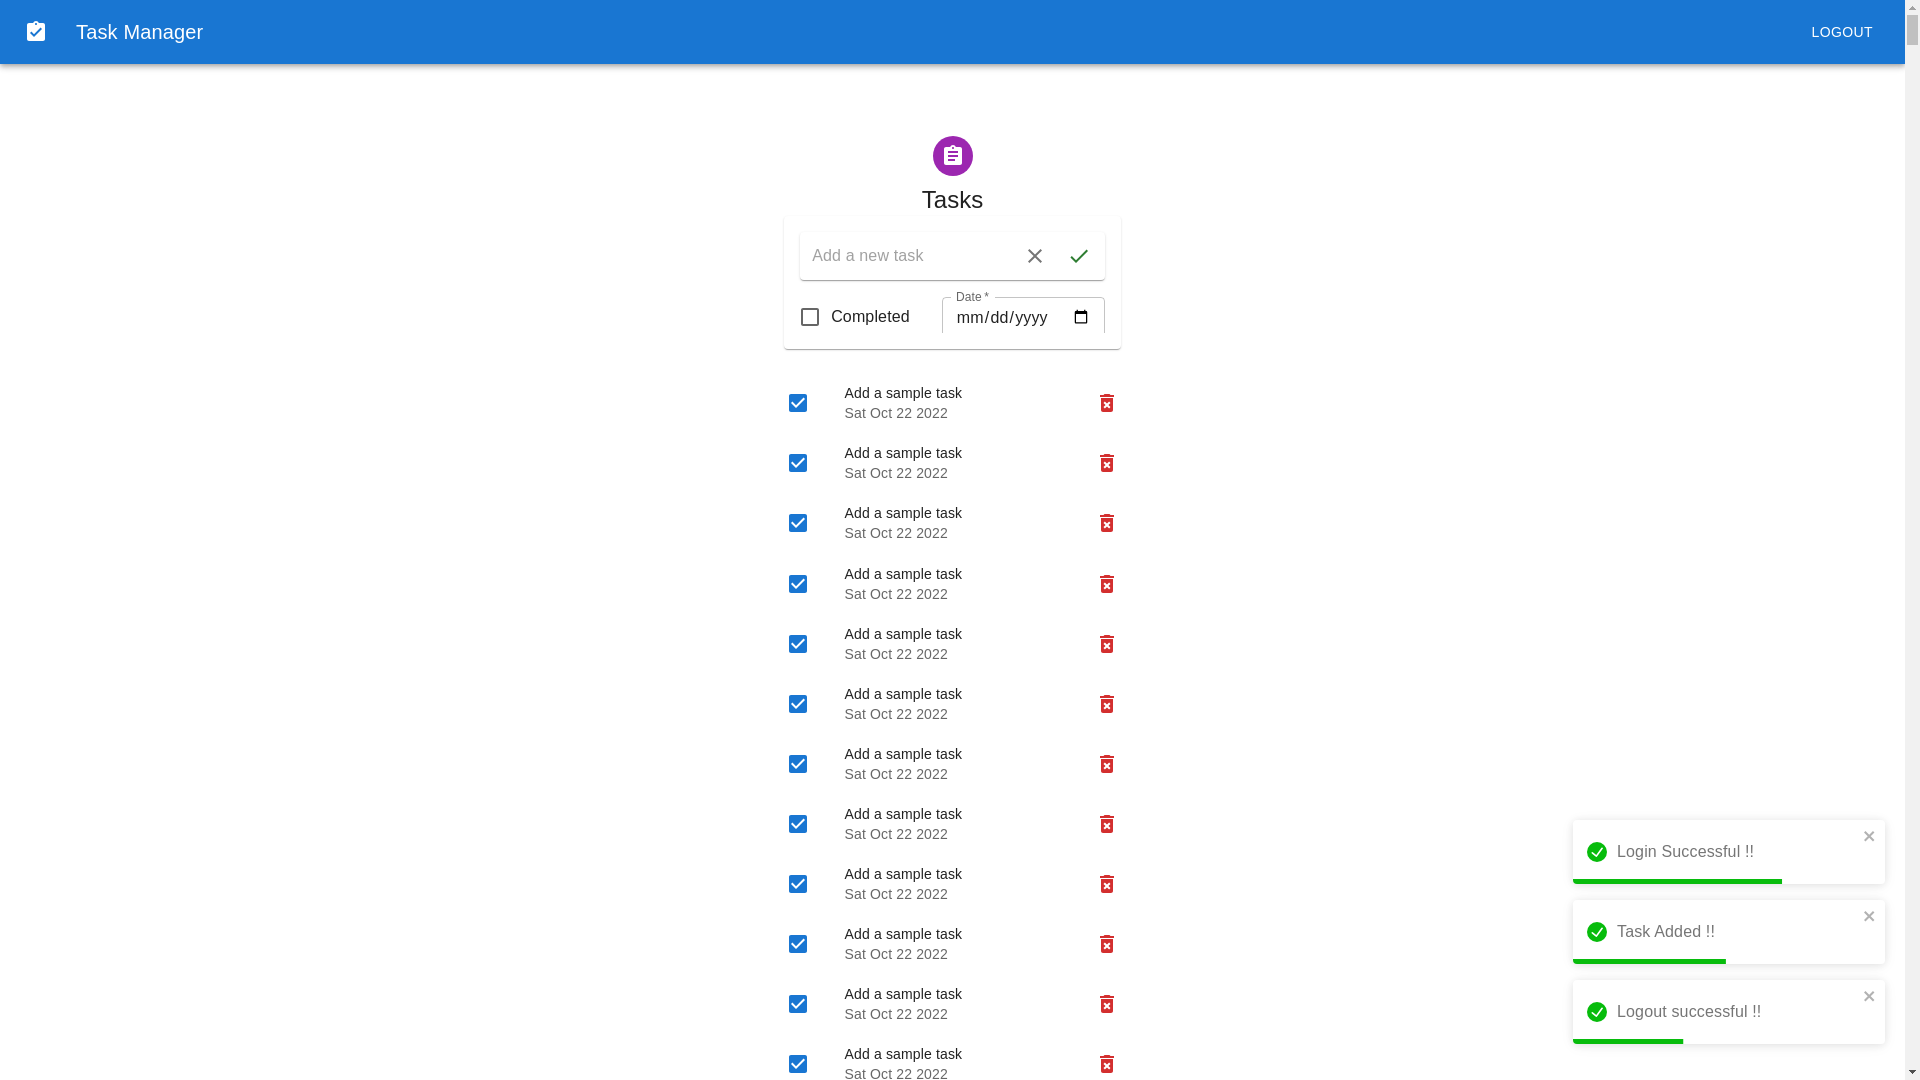 Task Manager
LOGOUT
Tasks
Add a new task
Completed
Date *
mm/dd/yyyy
Add a sample task
Sat Oct 22 2022
Add a sample task
Sat Oct 22 2022
Add a sample task
Sat Oct 22 2022
Add a sample task
Sat Oct 22 2022
Add a sample task
Sat Oct 22 2022
Add a sample task
Sat Oct 22 2022
Add a sample task
Sat Oct 22 2022
Add a sample task
Sat Oct 22 2022
Add a sample task
Sat Oct 22 2022
Add a sample task
Sat Oct 22 2022
Add a sample task
Sat Oct 22 2022
Add a sample task
Sat Oct 22 2022
Login Successful !!
Task Added !!
Logout successful !!